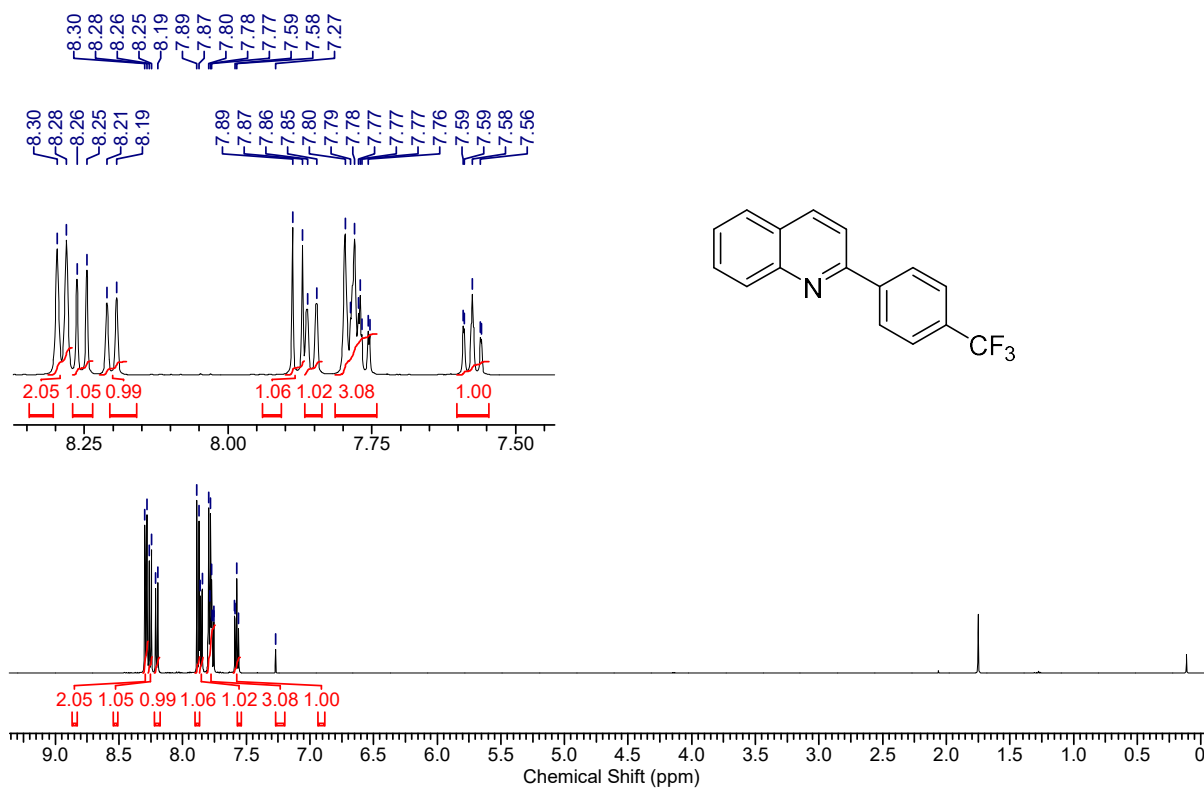 8.30 8.28 8.26 8.25 8.19 7.89 7.87 7.80 7.78 7.77 7.59 7.58 7.27
8.30 8.28 8.26 8.25 8.21 8.19 7.89 7.87 7.86 7.85 7.80 7.79 7.78 7.77 7.77 7.77 7.76 7.59 7.59 7.58 7.56
N
CF3
2.05 1.05 0.99 1.06 1.02 3.08 1.00
8.25 8.00 7.75 7.50
2.05 1.05 0.99 1.06 1.02 3.08 1.00
9.0 8.5 8.0 7.5 7.0 6.5 6.0 5.5 5.0 4.5 4.0 3.5 3.0 2.5 2.0 1.5 1.0 0.5 0
Chemical Shift (ppm)